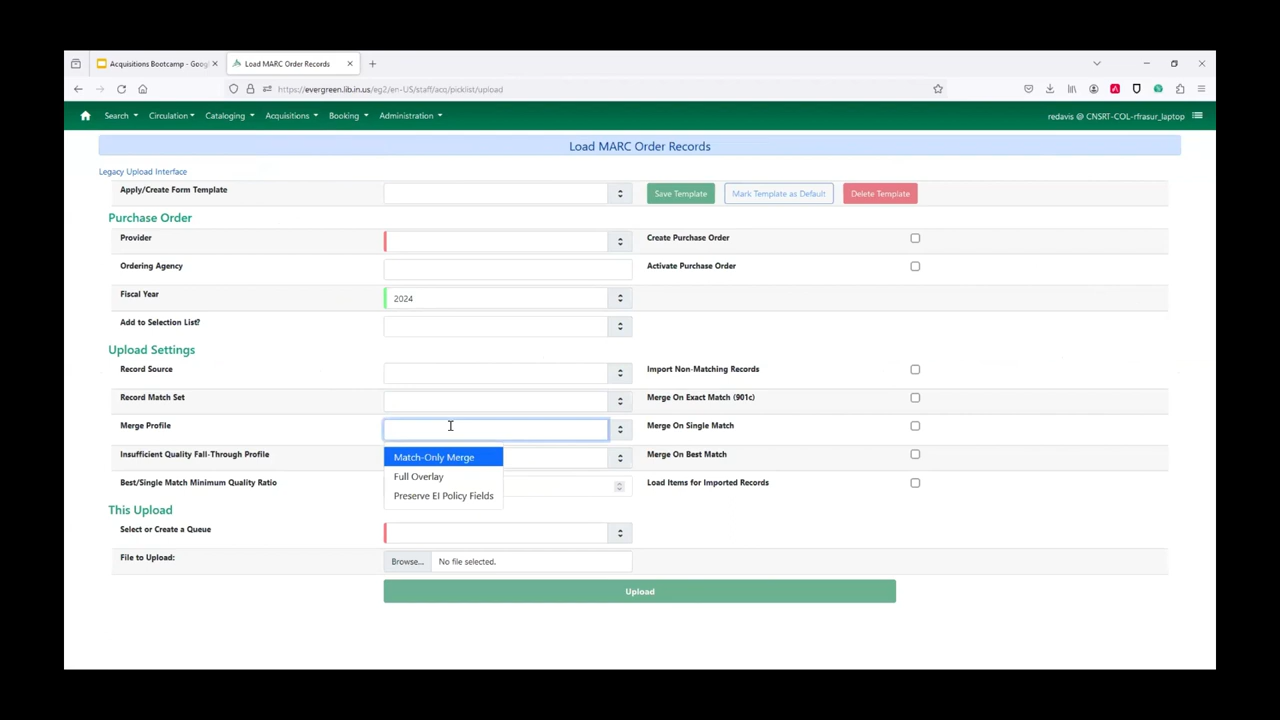 Acquisitions Bootcamp - Goog
Load MARC Order Records
https://evergreen.lib.in.us/eg2/en-US/staff/acq/picklist/upload
Search Circulation Cataloging Acquisitions Booking Administration redavis @ CNSRT-COL-rfrasur_laptop
Load MARC Order Records
Legacy Upload Interface
Apply/Create Form Template Save Template Mark Template as Default Delete Template
Purchase Order
Provider Create Purchase Order
Ordering Agency Activate Purchase Order
Fiscal Year 2024
Add to Selection List?
Upload Settings
Record Source Import Non-Matching Records
Record Match Set Merge On Exact Match (901c)
Merge Profile Merge On Single Match
Match-Only Merge
Full Overlay
Preserve EI Policy Fields
Insufficient Quality Fall-Through Profile Merge On Best Match
Best/Single Match Minimum Quality Ratio Load Items for Imported Records
This Upload
Select or Create a Queue
File to Upload: Browse... No file selected.
Upload